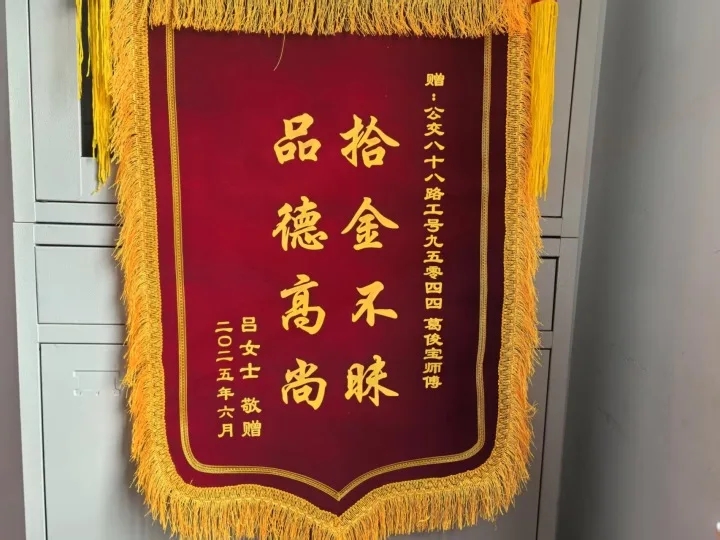 赠：公交八十八路工号九五零四四 葛俊宝师傅
拾金不昧
品德高尚
吕女士 敬赠
二〇二五年六月